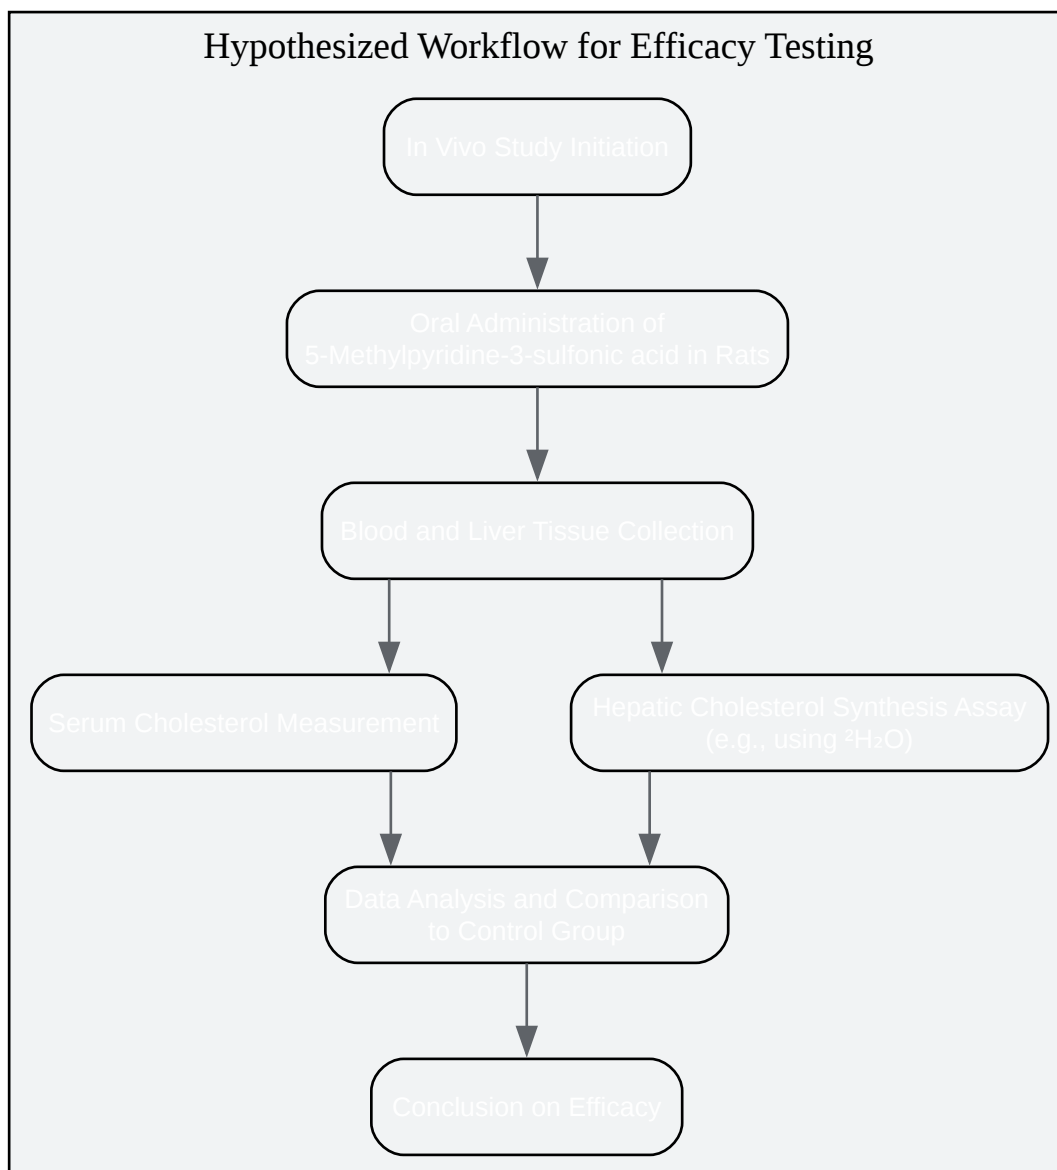 Hypothesized Workflow for Efficacy Testing
In Vivo Study Initiation
Oral Administration of
5-Methylpyridine-3-sulfonic acid in Rats
Blood and Liver Tissue Collection
Serum Cholesterol Measurement
Hepatic Cholesterol Synthesis Assay
(e.g., using ²H₂O)
Data Analysis and Comparison
to Control Group
Conclusion on Efficacy